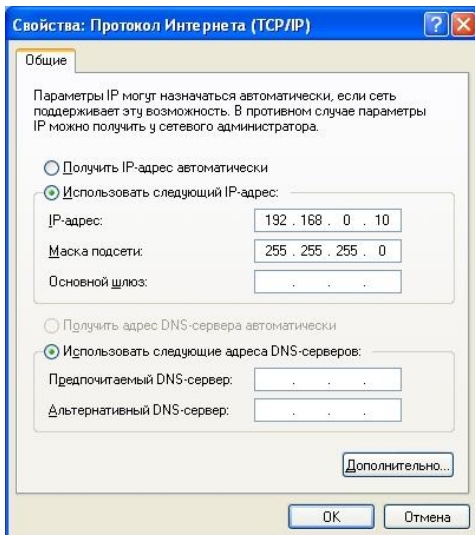 Свойства: Протокол Интернета (TCP/IP)
Общие
Параметры IP могут назначаться автоматически, если сеть
поддерживает эту возможность. В противном случае параметры
IP можно получить у сетевого администратора.
Получить IP-адрес автоматически
Использовать следующий IP-адрес:
IP-адрес: 192 . 168 . 0 . 10
Маска подсети: 255 . 255 . 255 . 0
Основной шлюз: . . .
Получить адрес DNS-сервера автоматически
Использовать следующие адреса DNS-серверов:
Предпочитаемый DNS-сервер: . . .
Альтернативный DNS-сервер: . . .
Дополнительно...
OK Отмена